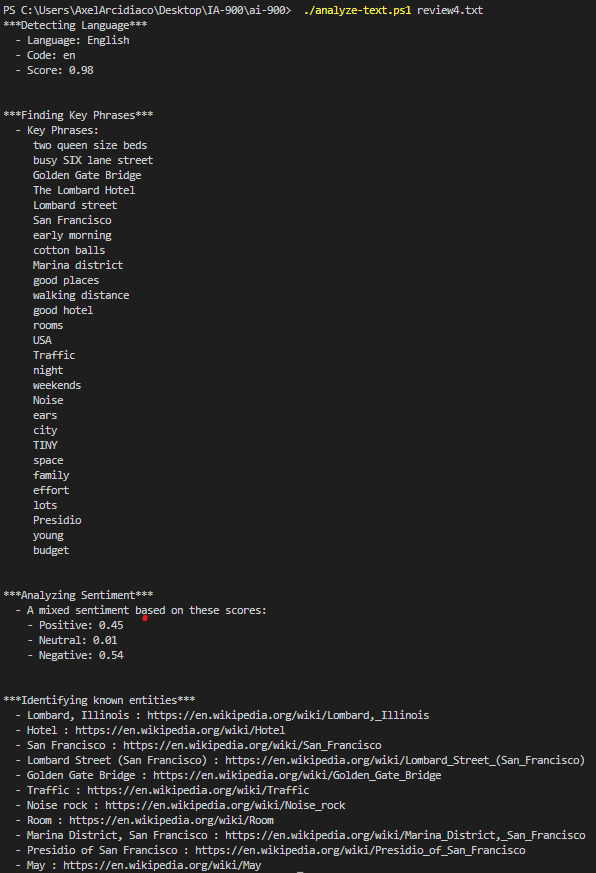 PS C:\Users\AxelArcidiaco\Desktop\IA-900\ai-900> ./analyze-text.ps1 review4.txt
***Detecting Language***
- Language: English
- Code: en
- Score: 0.98
***Finding Key Phrases***
- Key Phrases:
two queen size beds
busy SIX lane street
Golden Gate Bridge
The Lombard Hotel
Lombard street
San Francisco
early morning
cotton balls
Marina district
good places
walking distance
good hotel
rooms
USA
Traffic
night
weekends
Noise
ears
city
TINY
space
family
effort
lots
Presidio
young
budget
***Analyzing Sentiment***
- A mixed sentiment based on these scores:
- Positive: 0.45
- Neutral: 0.01
- Negative: 0.54
***Identifying known entities***
- Lombard, Illinois : https://en.wikipedia.org/wiki/Lombard,_Illinois
- Hotel : https://en.wikipedia.org/wiki/Hotel
- San Francisco : https://en.wikipedia.org/wiki/San_Francisco
- Lombard Street (San Francisco) : https://en.wikipedia.org/wiki/Lombard_Street_(San_Francisco)
- Golden Gate Bridge : https://en.wikipedia.org/wiki/Golden_Gate_Bridge
- Traffic : https://en.wikipedia.org/wiki/Traffic
- Noise rock : https://en.wikipedia.org/wiki/Noise_rock
- Room : https://en.wikipedia.org/wiki/Room
- Marina District, San Francisco : https://en.wikipedia.org/wiki/Marina_District,_San_Francisco
- Presidio of San Francisco : https://en.wikipedia.org/wiki/Presidio_of_San_Francisco
- May : https://en.wikipedia.org/wiki/May